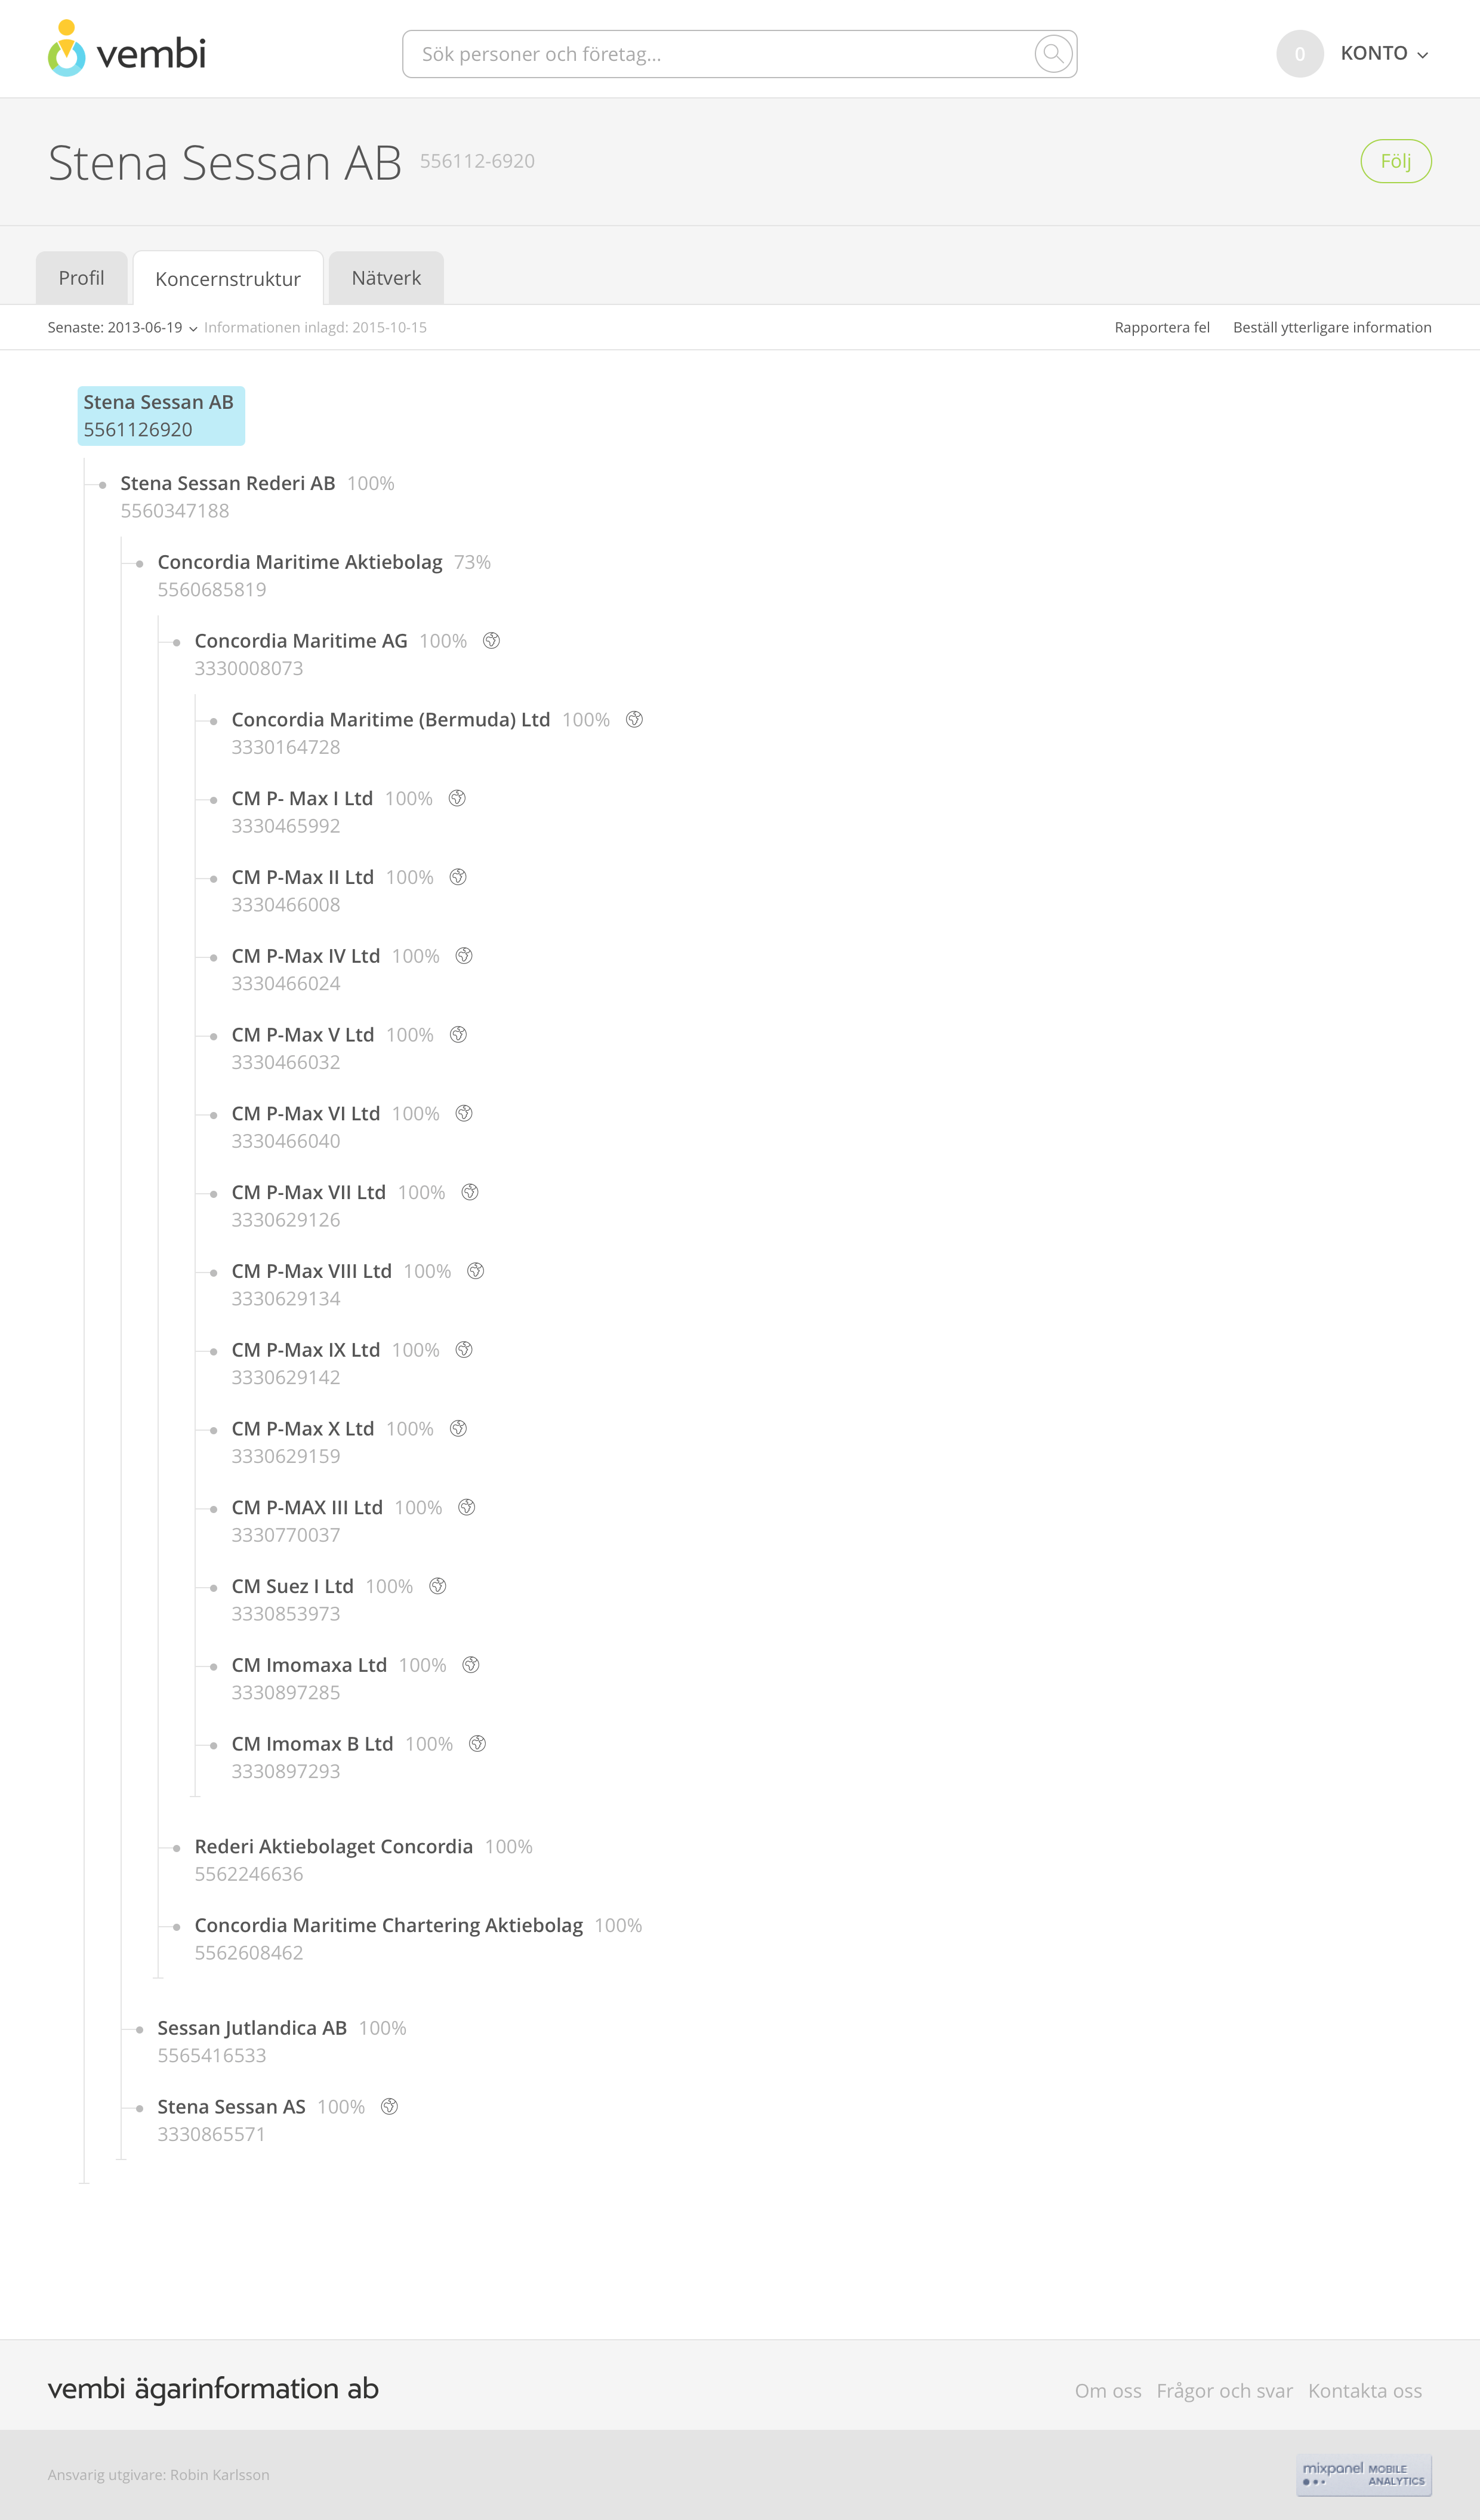 vembi
Sök personer och företag...
0
KONTO
Stena Sessan AB 556112-6920
Följ
Profil
Koncernstruktur
Nätverk
Senaste: 2013-06-19 Informationen inlagd: 2015-10-15
Rapportera fel Beställ ytterligare information
Stena Sessan AB
5561126920
Stena Sessan Rederi AB 100%
5560347188
Concordia Maritime Aktiebolag 73%
5560685819
Concordia Maritime AG 100%
3330008073
Concordia Maritime (Bermuda) Ltd 100%
3330164728
CM P- Max I Ltd 100%
3330465992
CM P-Max II Ltd 100%
3330466008
CM P-Max IV Ltd 100%
3330466024
CM P-Max V Ltd 100%
3330466032
CM P-Max VI Ltd 100%
3330466040
CM P-Max VII Ltd 100%
3330629126
CM P-Max VIII Ltd 100%
3330629134
CM P-Max IX Ltd 100%
3330629142
CM P-Max X Ltd 100%
3330629159
CM P-MAX III Ltd 100%
3330770037
CM Suez I Ltd 100%
3330853973
CM Imomaxa Ltd 100%
3330897285
CM Imomax B Ltd 100%
3330897293
Rederi Aktiebolaget Concordia 100%
5562246636
Concordia Maritime Chartering Aktiebolag 100%
5562608462
Sessan Jutlandica AB 100%
5565416533
Stena Sessan AS 100%
3330865571
vembi ägarinformation ab
Om oss Frågor och svar Kontakta oss
Ansvarig utgivare: Robin Karlsson
mixpanel MOBILE
ANALYTICS